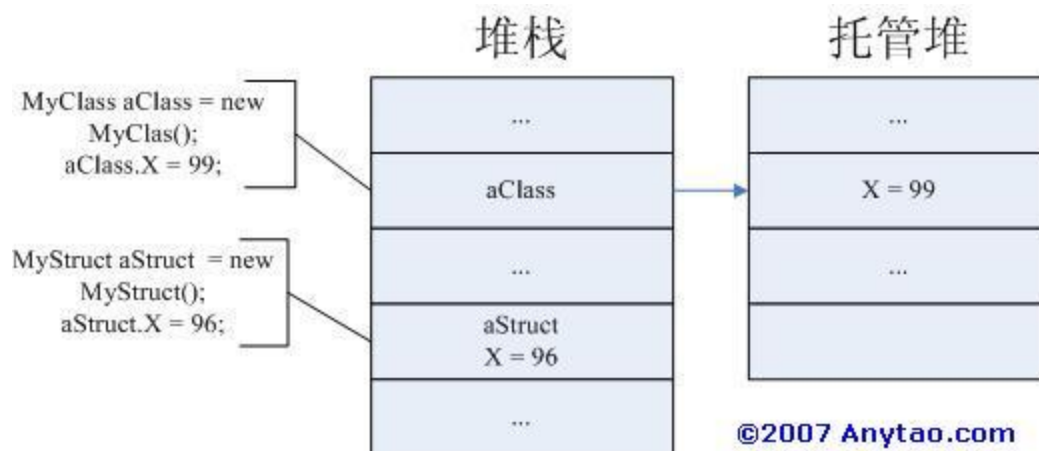 堆栈
托管堆
MyClass aClass = new
MyClas();
aClass.X = 99;
MyStruct aStruct = new
MyStruct();
aStruct.X = 96;
...
aClass
...
aStruct
X = 96
...
...
X = 99
...
©2007 Anytao.com